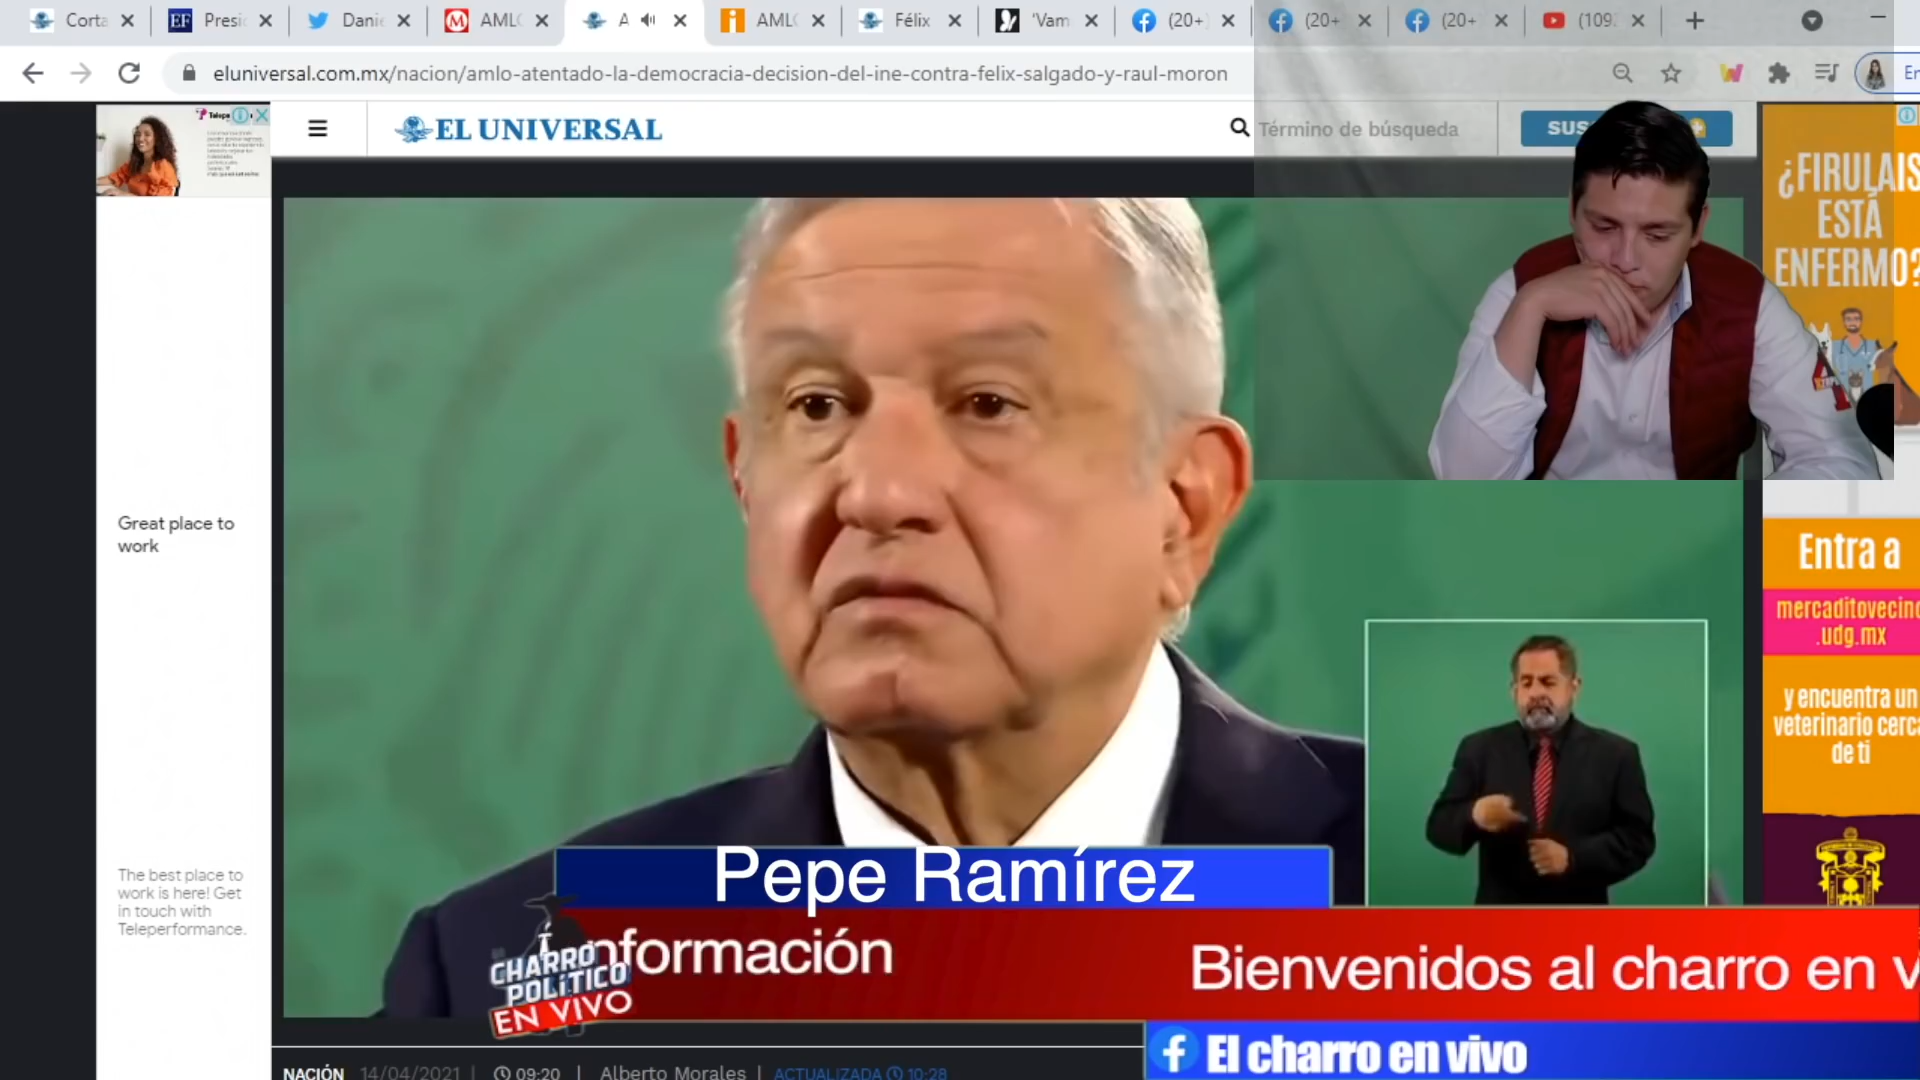 Corta
Presi
Danie
AMLO
A
AMLO
Félix
'Vam
(20+)
(20+
(20+
(109
eluniversal.com.mx/nacion/amlo-atentado-la-democracia-decision-del-ine-contra-felix-salgado-y-raul-moron
EL UNIVERSAL
Término de búsqueda
SUS
¿FIRULAIS
ESTÁ
ENFERMO?
Great place to
work
Entra a
mercaditovecino
.udg.mx
y encuentra un
veterinario cerca
de ti
The best place to
work is here! Get
in touch with
Teleperformance.
Pepe Ramírez
nformación
Bienvenidos al charro en v
CHARRO
POLÍTICO
EN VIVO
El charro en vivo
NACIÓN 14/04/2021 | 09:20 | Alberto Morales | ACTUALIZADA 10:28